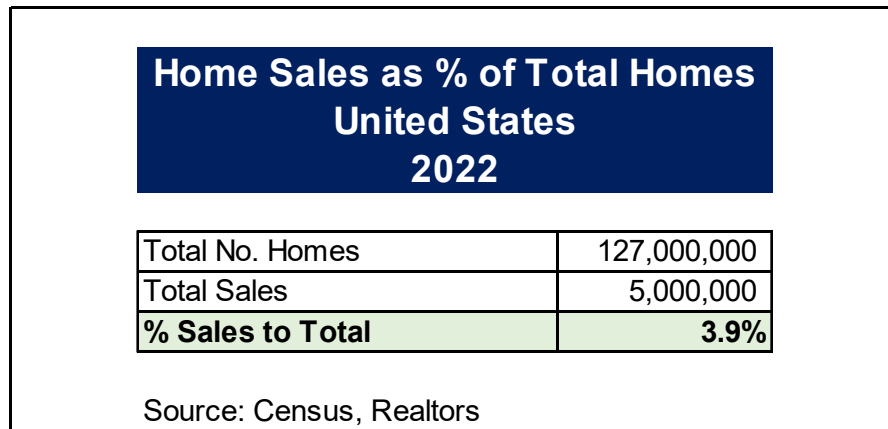 Home Sales as % of Total Homes
United States
2022
Total No. Homes 127,000,000
Total Sales 5,000,000
% Sales to Total 3.9%
Source: Census, Realtors